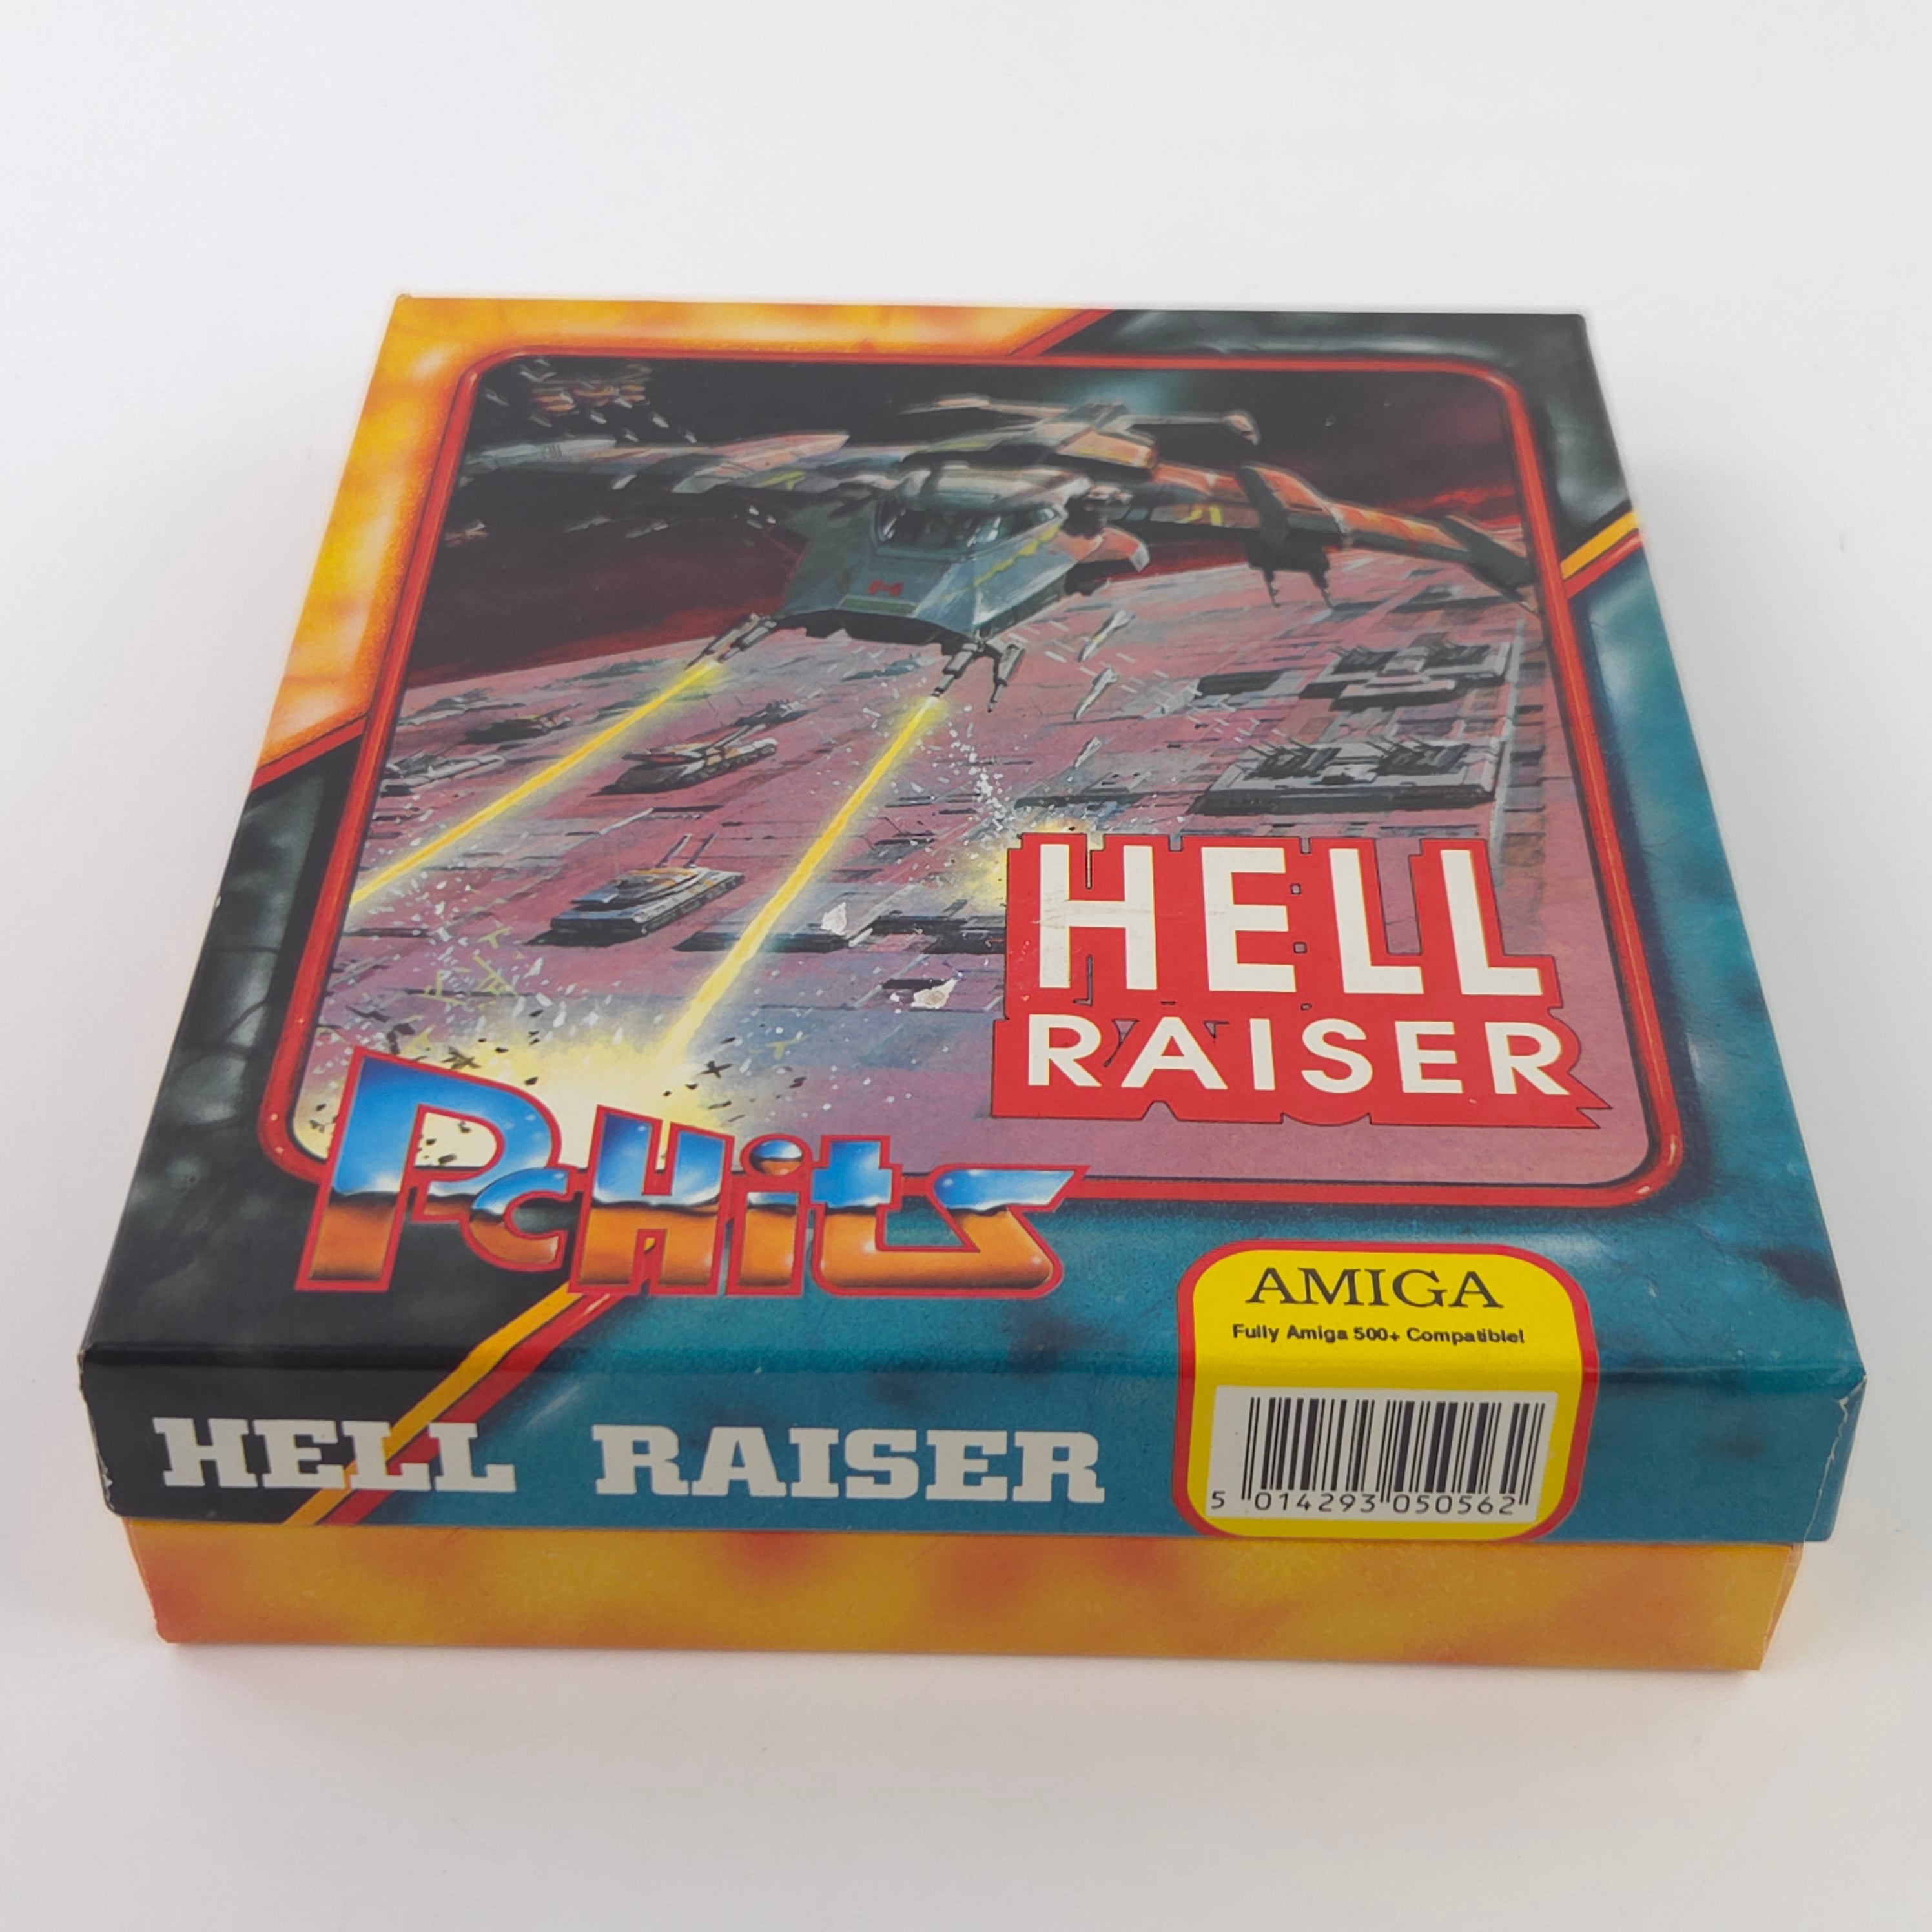 HELL
RAISER
PcHits
AMIGA
Fully Amiga 500+ Compatible!
HELL RAISER
5 014293 050562